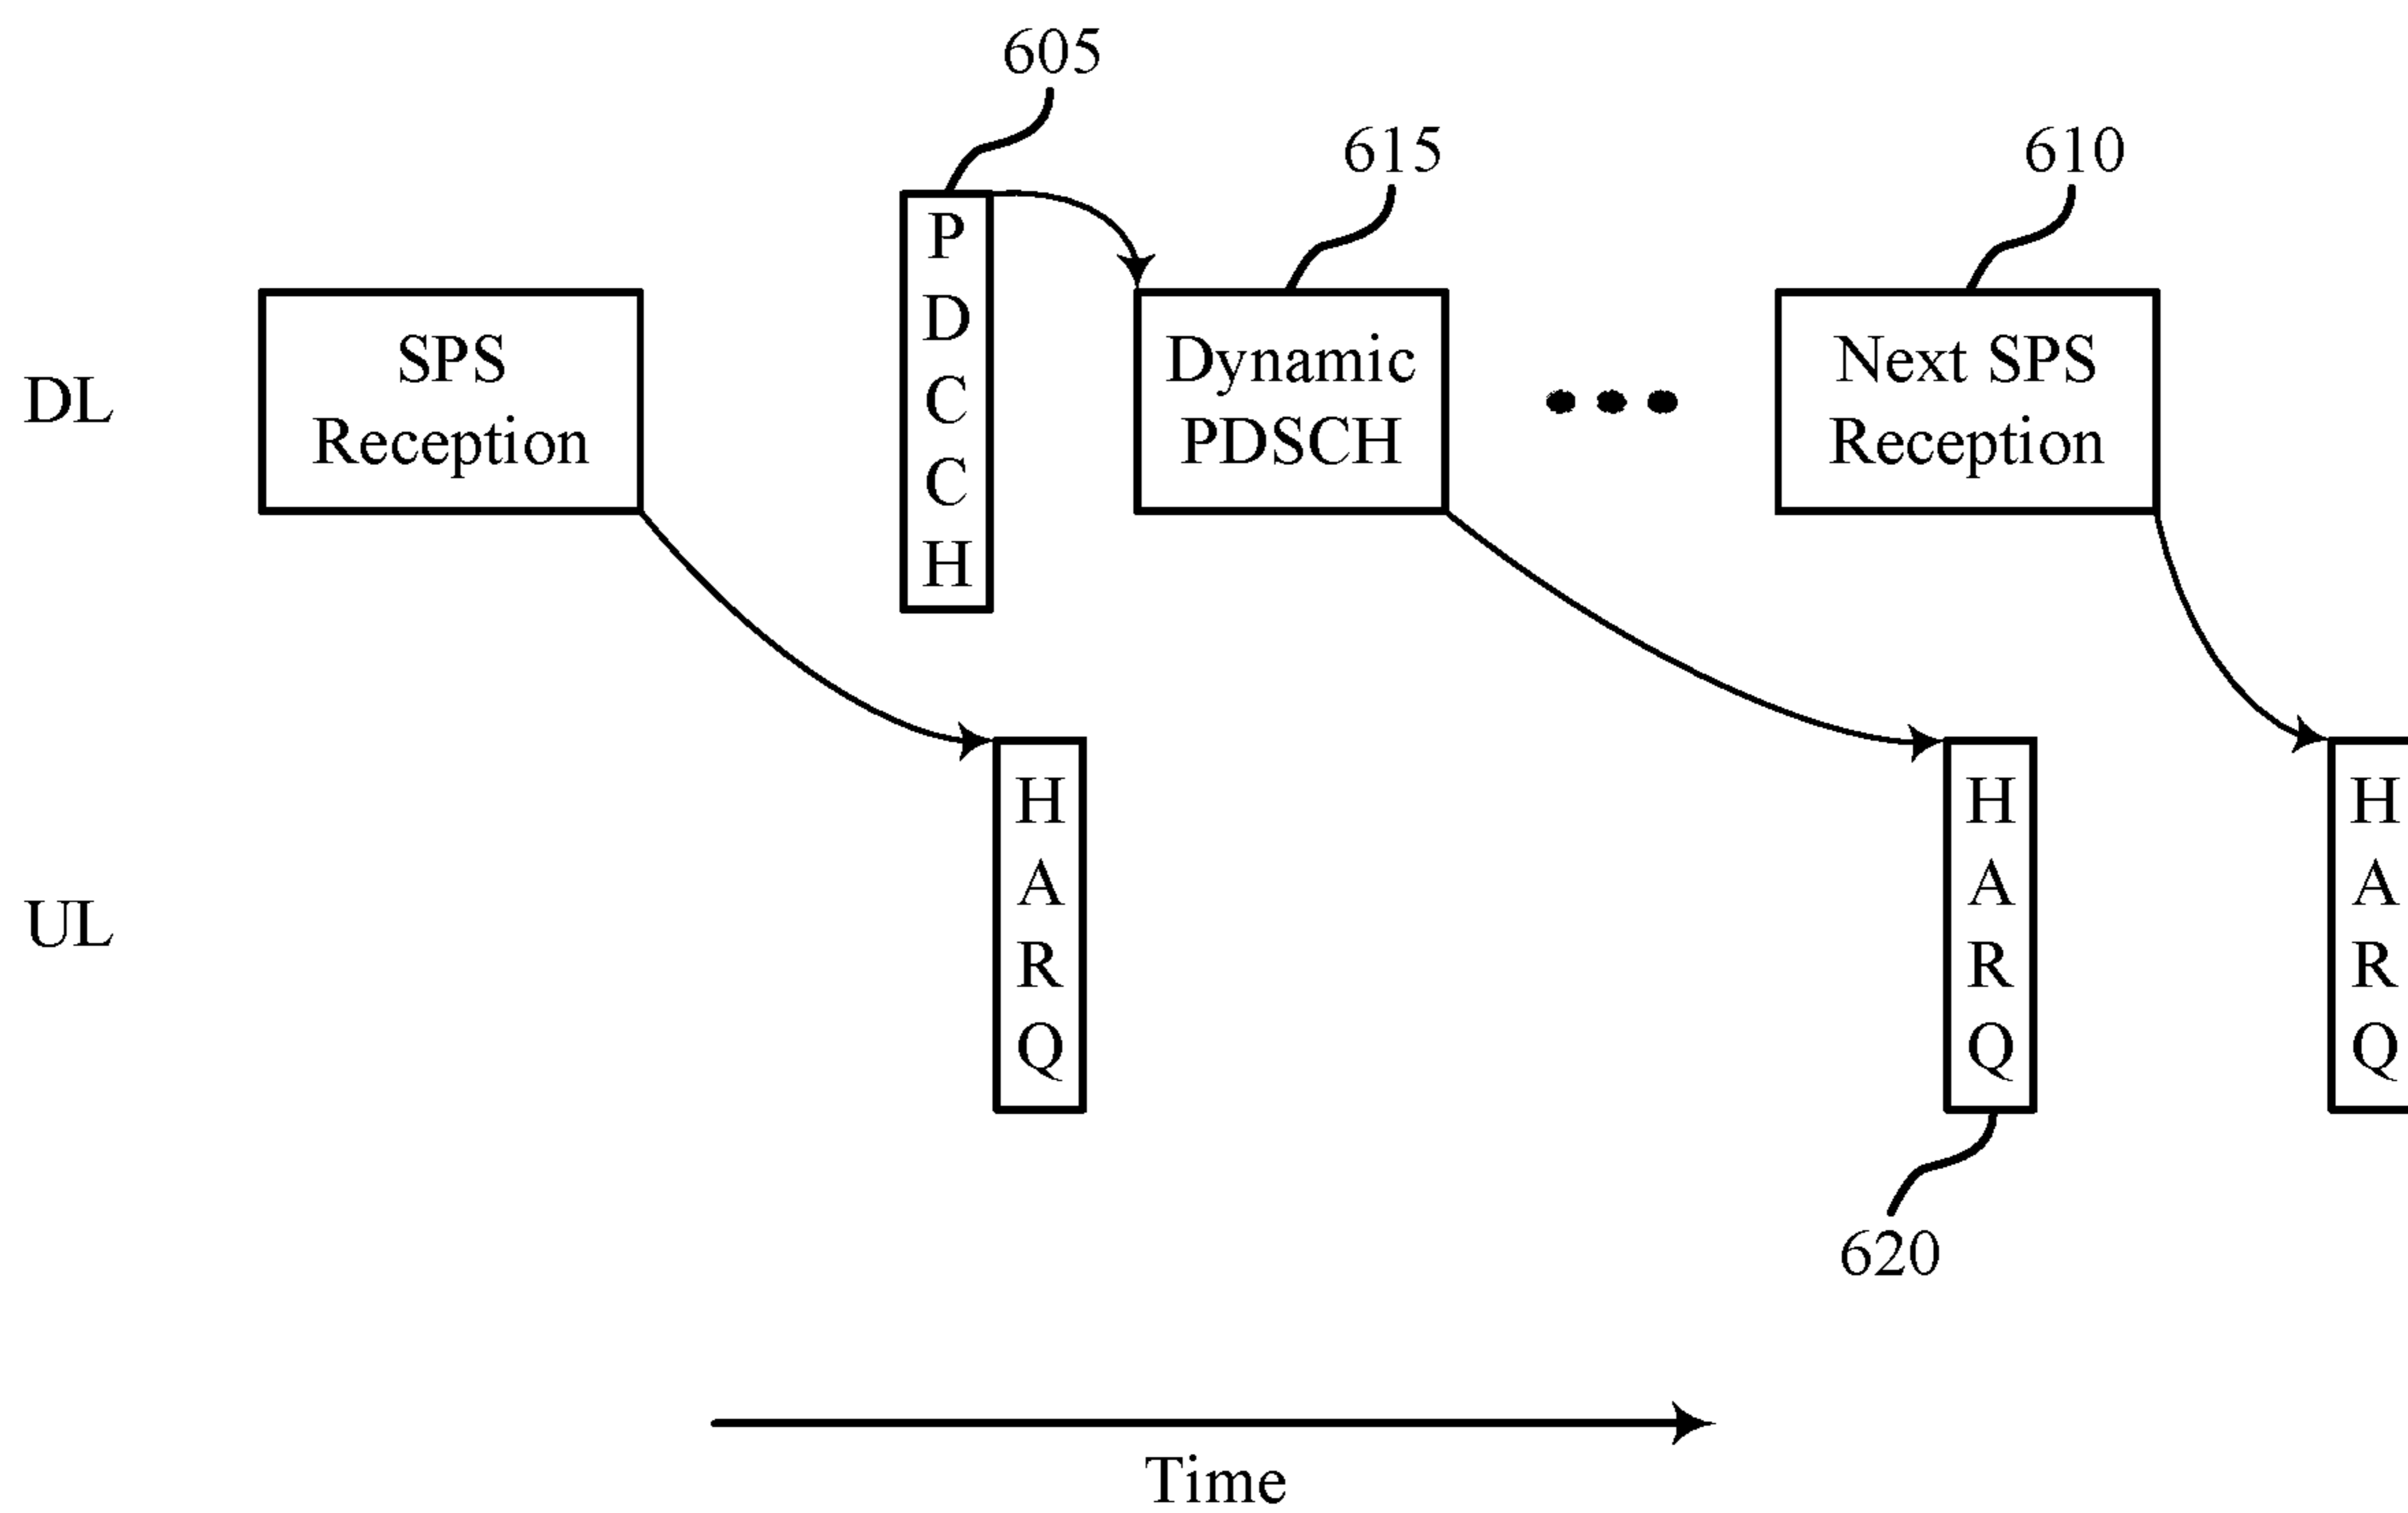 605
615
610
P
D
C
C
H
DL
SPS
Reception
Dynamic
PDSCH
Next SPS
Reception
UL
H
A
R
Q
H
A
R
Q
H
A
R
Q
620
Time